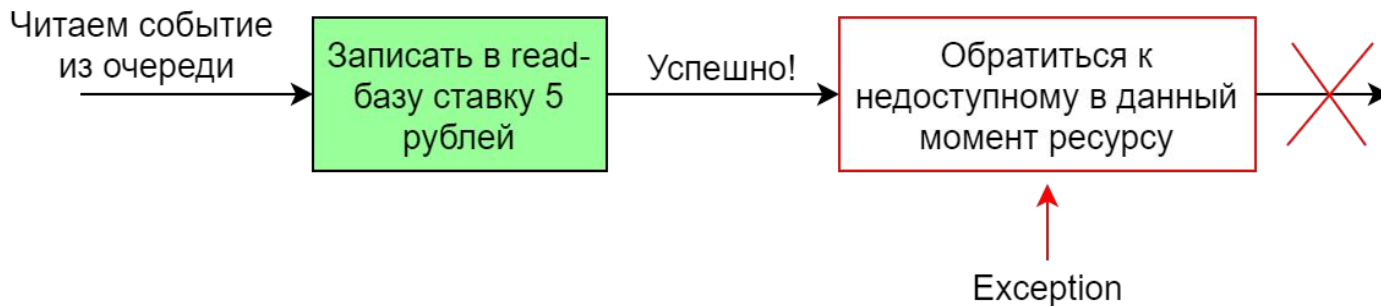 Читаем событие
из очереди
Записать в read-
базу ставку 5
рублей
Успешно!
Обратиться к
недоступному в данный
момент ресурсу
Exception